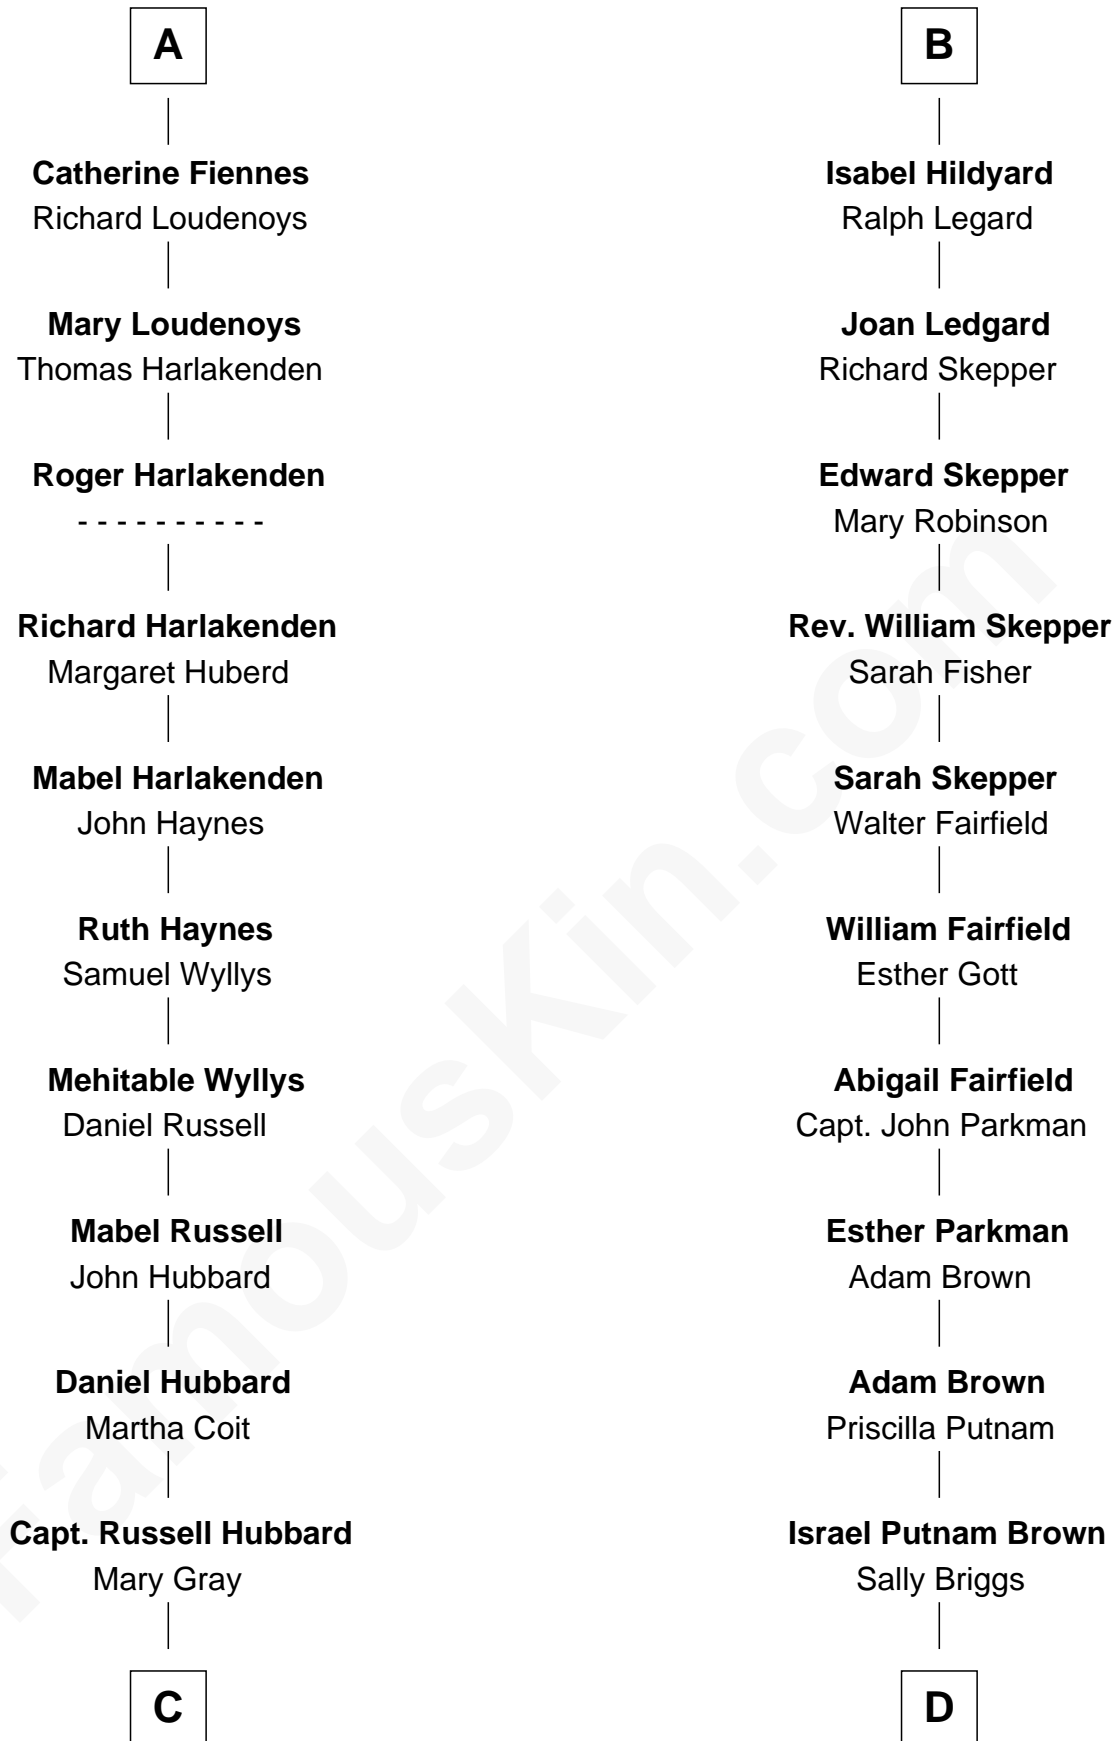 A
Catherine Fiennes
Richard Loudenoys
Mary Loudenoys
Thomas Harlakenden
Roger Harlakenden
- - - - - - - - - -
Richard Harlakenden
Margaret Huberd
Mabel Harlakenden
John Haynes
Ruth Haynes
Samuel Wyllys
Mehitable Wyllys
Daniel Russell
Mabel Russell
John Hubbard
Daniel Hubbard
Martha Coit
Capt. Russell Hubbard
Mary Gray
C
B
Isabel Hildyard
Ralph Legard
Joan Ledgard
Richard Skepper
Edward Skepper
Mary Robinson
Rev. William Skepper
Sarah Fisher
Sarah Skepper
Walter Fairfield
William Fairfield
Esther Gott
Abigail Fairfield
Capt. John Parkman
Esther Parkman
Adam Brown
Adam Brown
Priscilla Putnam
Israel Putnam Brown
Sally Briggs
D
FamousKin.com